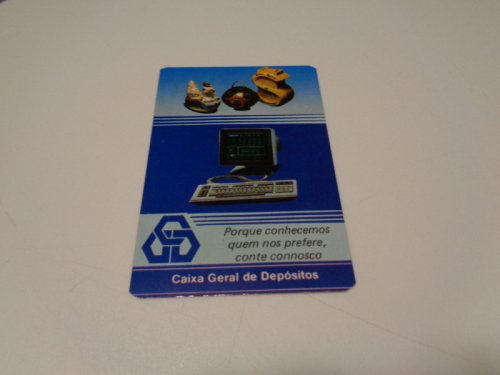 Porque conhecemos
quem nos prefere,
conte connosco
Caixa Geral de Depósitos